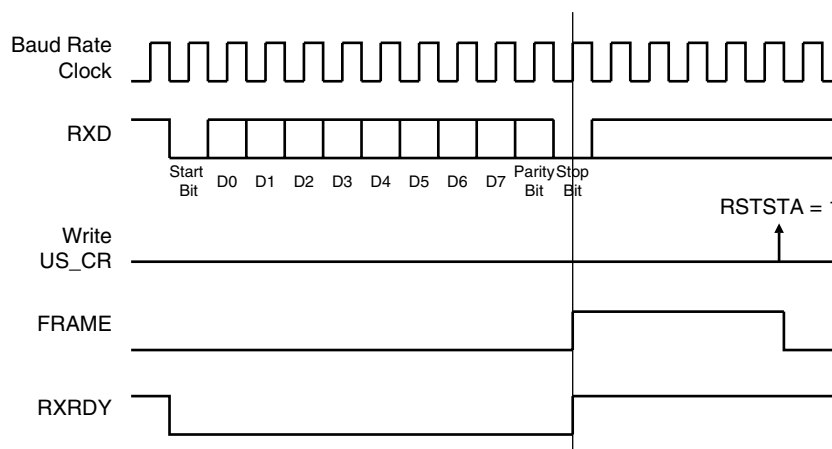 Baud Rate
Clock
RXD
Start
Bit
D0
D1
D2
D3
D4
D5
D6
D7
Parity
Bit
Stop
Bit
RSTSTA = 1
Write
US_CR
FRAME
RXRDY